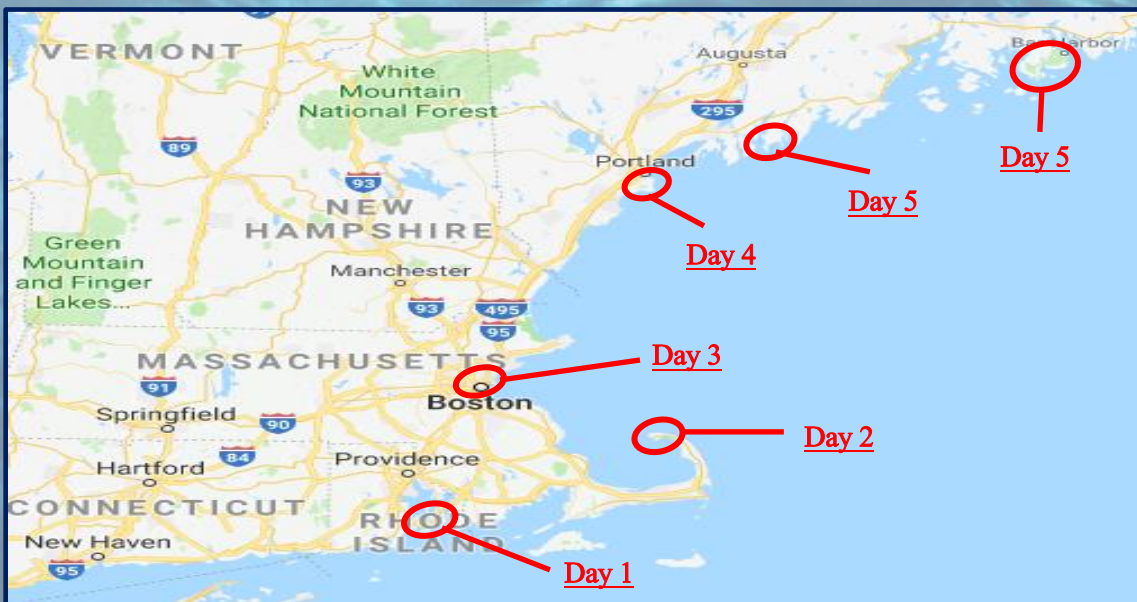 VERMONT
White
Mountain
National Forest
Augusta
Bar Harbor
295
89
Portland
Day 5
93
NEW
HAMPSHIRE
Day 5
Green
Mountain
and Finger
Lakes...
Day 4
Manchester
93
495
95
MASSACHUSETTS
Day 3
91
Boston
Springfield
90
Day 2
84
Providence
Hartford
CONNECTICUT
RHODE
ISLAND
New Haven
95
Day 1